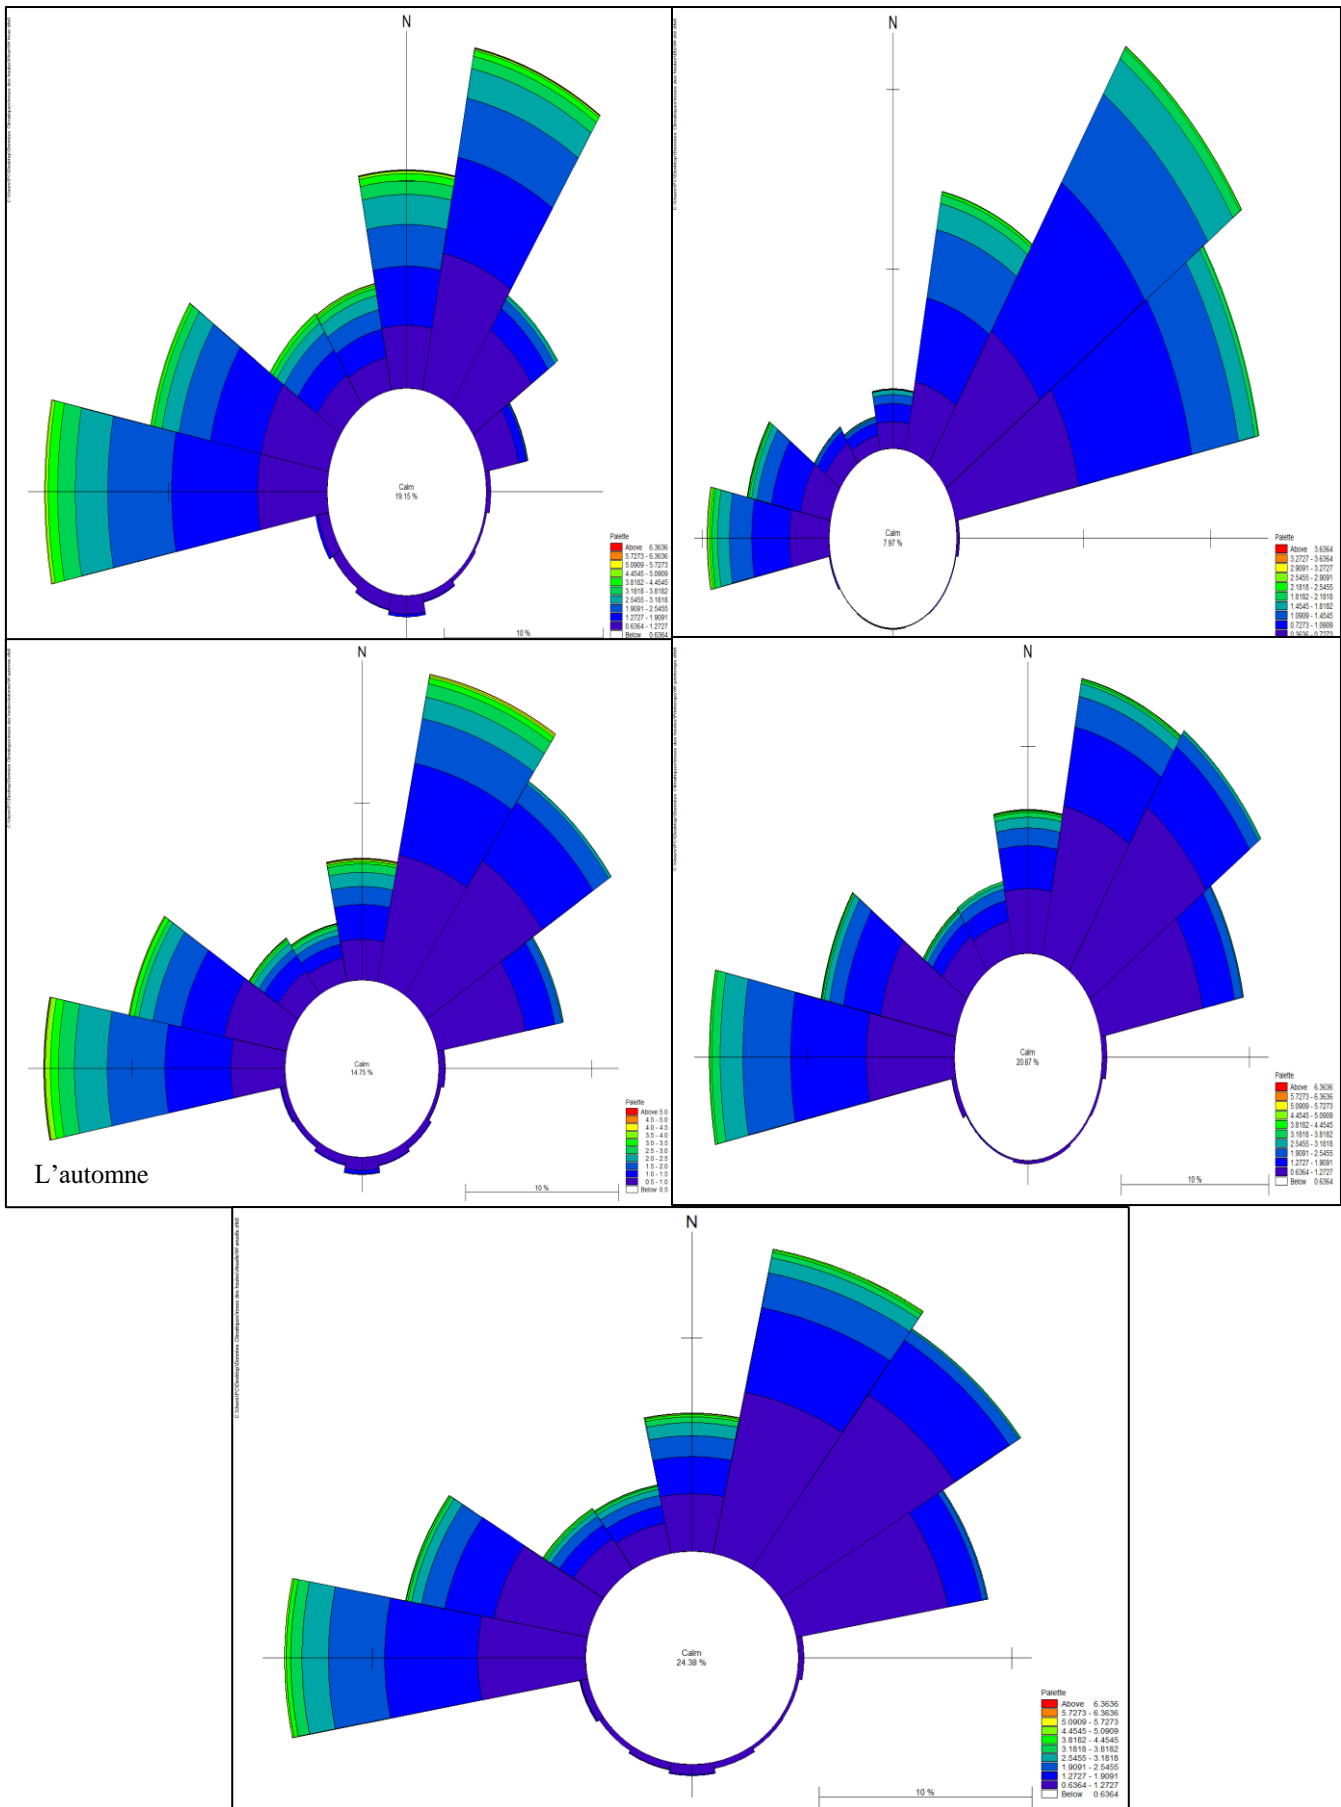 N
Calm
19.15 %
Palette
Above 6.3636
5.7273 - 6.3636
5.0909 - 5.7273
4.4545 - 5.0909
3.8182 - 4.4545
3.1818 - 3.8182
2.5455 - 3.1818
1.9091 - 2.5455
1.2727 - 1.9091
0.6364 - 1.2727
Below 0.6364
10 %
N
Calm
7.97 %
Palette
Above 3.6364
3.2727 - 3.6364
2.9091 - 3.2727
2.5455 - 2.9091
2.1818 - 2.5455
1.8182 - 2.1818
1.4545 - 1.8182
1.0909 - 1.4545
0.7273 - 1.0909
0.3636 - 0.7273
N
Calm
14.75 %
Palette
Above 5.0
4.5 - 5.0
4.0 - 4.5
3.5 - 4.0
3.0 - 3.5
2.5 - 3.0
2.0 - 2.5
1.5 - 2.0
1.0 - 1.5
0.5 - 1.0
Below 0.5
10 %
L'automne
N
Calm
20.87 %
Palette
Above 6.3636
5.7273 - 6.3636
5.0909 - 5.7273
4.4545 - 5.0909
3.8182 - 4.4545
3.1818 - 3.8182
2.5455 - 3.1818
1.9091 - 2.5455
1.2727 - 1.9091
0.6364 - 1.2727
Below 0.6364
10 %
N
Calm
24.38 %
Palette
Above 6.3636
5.7273 - 6.3636
5.0909 - 5.7273
4.4545 - 5.0909
3.8182 - 4.4545
3.1818 - 3.8182
2.5455 - 3.1818
1.9091 - 2.5455
1.2727 - 1.9091
0.6364 - 1.2727
Below 0.6364
10 %